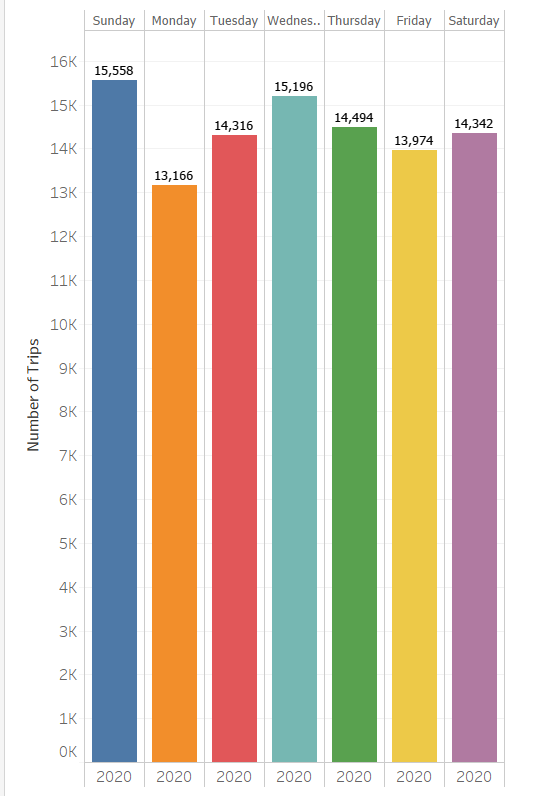 Sunday Monday Tuesday Wednes.. Thursday Friday Saturday
16K
15,558
15,196
15K
14,494
14,316
14,342
14K
13,974
13,166
13K
12K
11K
10K
9K
Number of Trips
8K
7K
6K
5K
4K
3K
2K
1K
0K
2020 2020 2020 2020 2020 2020 2020